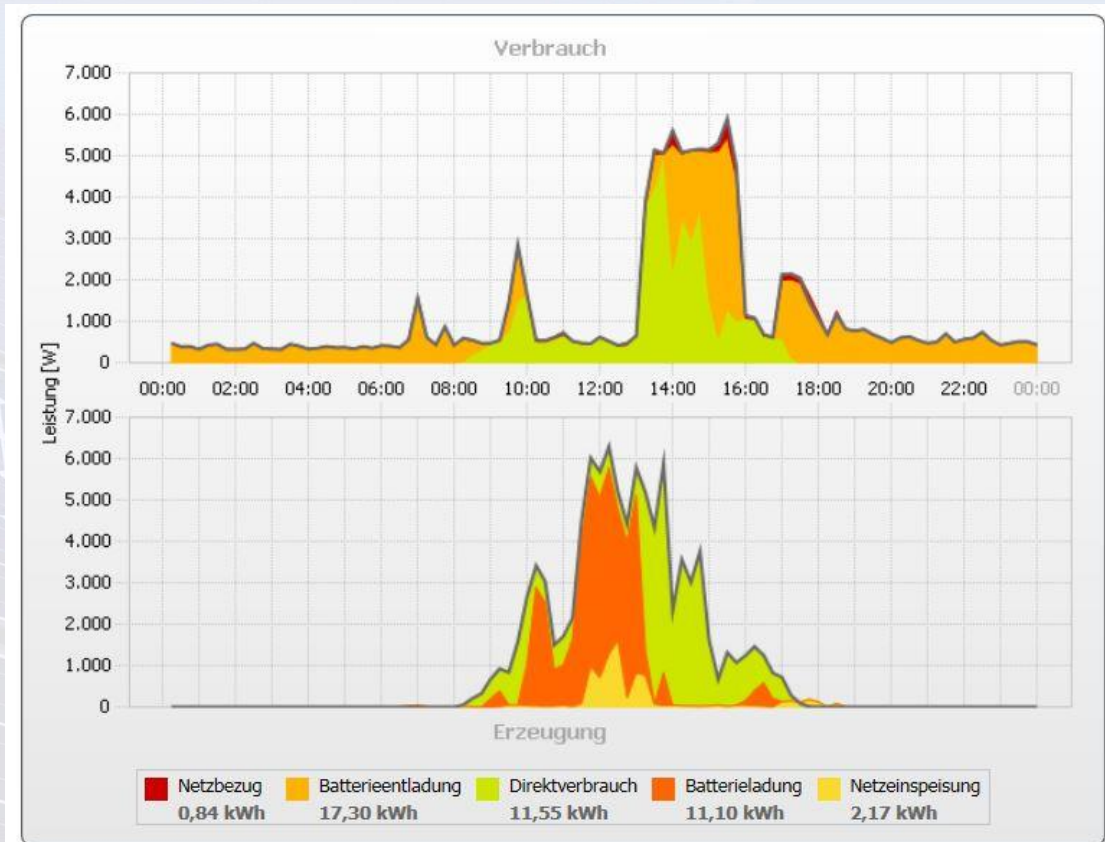 Verbrauch
7.000
6.000
5.000
4.000
3.000
2.000
1.000
0
00:00 02:00 04:00 06:00 08:00 10:00 12:00 14:00 16:00 18:00 20:00 22:00 00:00
Leistung [W]
7.000
6.000
5.000
4.000
3.000
2.000
1.000
0
Erzeugung
Netzbezug Batterieentladung Direktverbrauch Batterieladung Netzeinspeisung
0,84 kWh 17,30 kWh 11,55 kWh 11,10 kWh 2,17 kWh